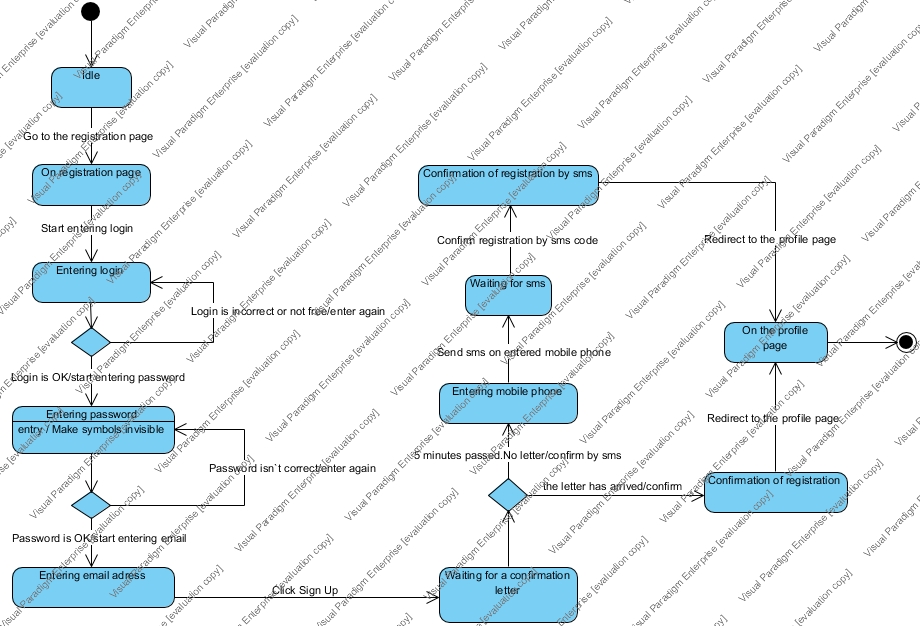 Idle
Go to the registration page
On registration page
Start entering login
Entering login
Login is incorrect or not free/enter again
Login is OK/start entering password
Entering password
entry / Make symbols invisible
Password isn`t correct/enter again
Password is OK/start entering email
Entering email adress
Click Sign Up
Waiting for a confirmation
letter
the letter has arrived/confirm
5 minutes passed.No letter/confirm by sms
Entering mobile phone
Send sms on entered mobile phone
Waiting for sms
Confirm registration by sms code
Confirmation of registration by sms
Redirect to the profile page
On the profile
page
Redirect to the profile page
Confirmation of registration
Visual Paradigm Enterprise [evaluation copy]